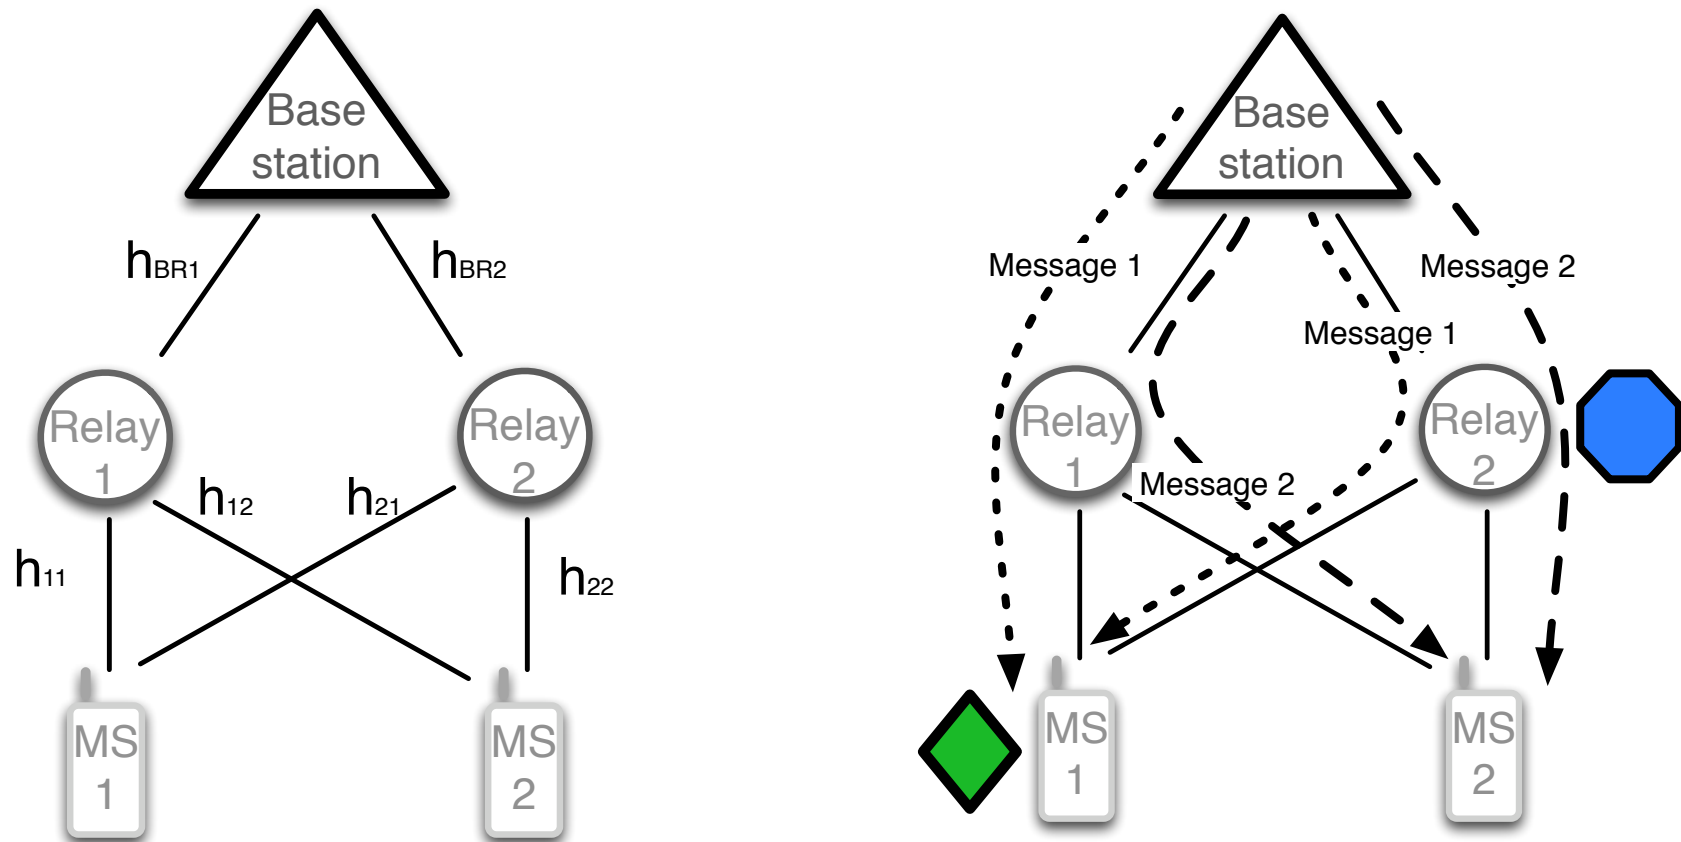 Base
station
hBR1
hBR2
Relay
1
Relay
2
h12
h21
h11
h22
MS
1
MS
2
Base
station
Message 1
Message 2
Message 1
Relay
1
Relay
2
Message 2
MS
1
MS
2